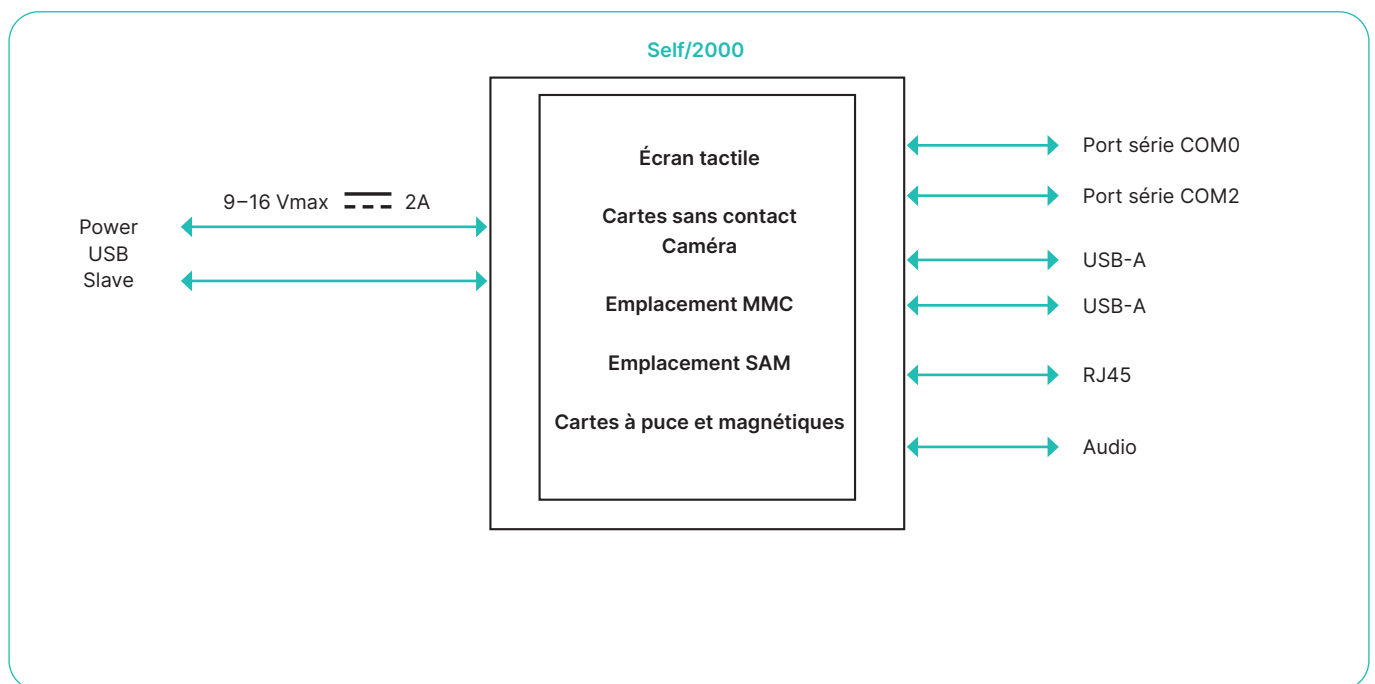 Self/2000
9–16 Vmax 2A
Power
USB
Slave
Écran tactile
Cartes sans contact
Caméra
Emplacement MMC
Emplacement SAM
Cartes à puce et magnétiques
Port série COM0
Port série COM2
USB-A
USB-A
RJ45
Audio